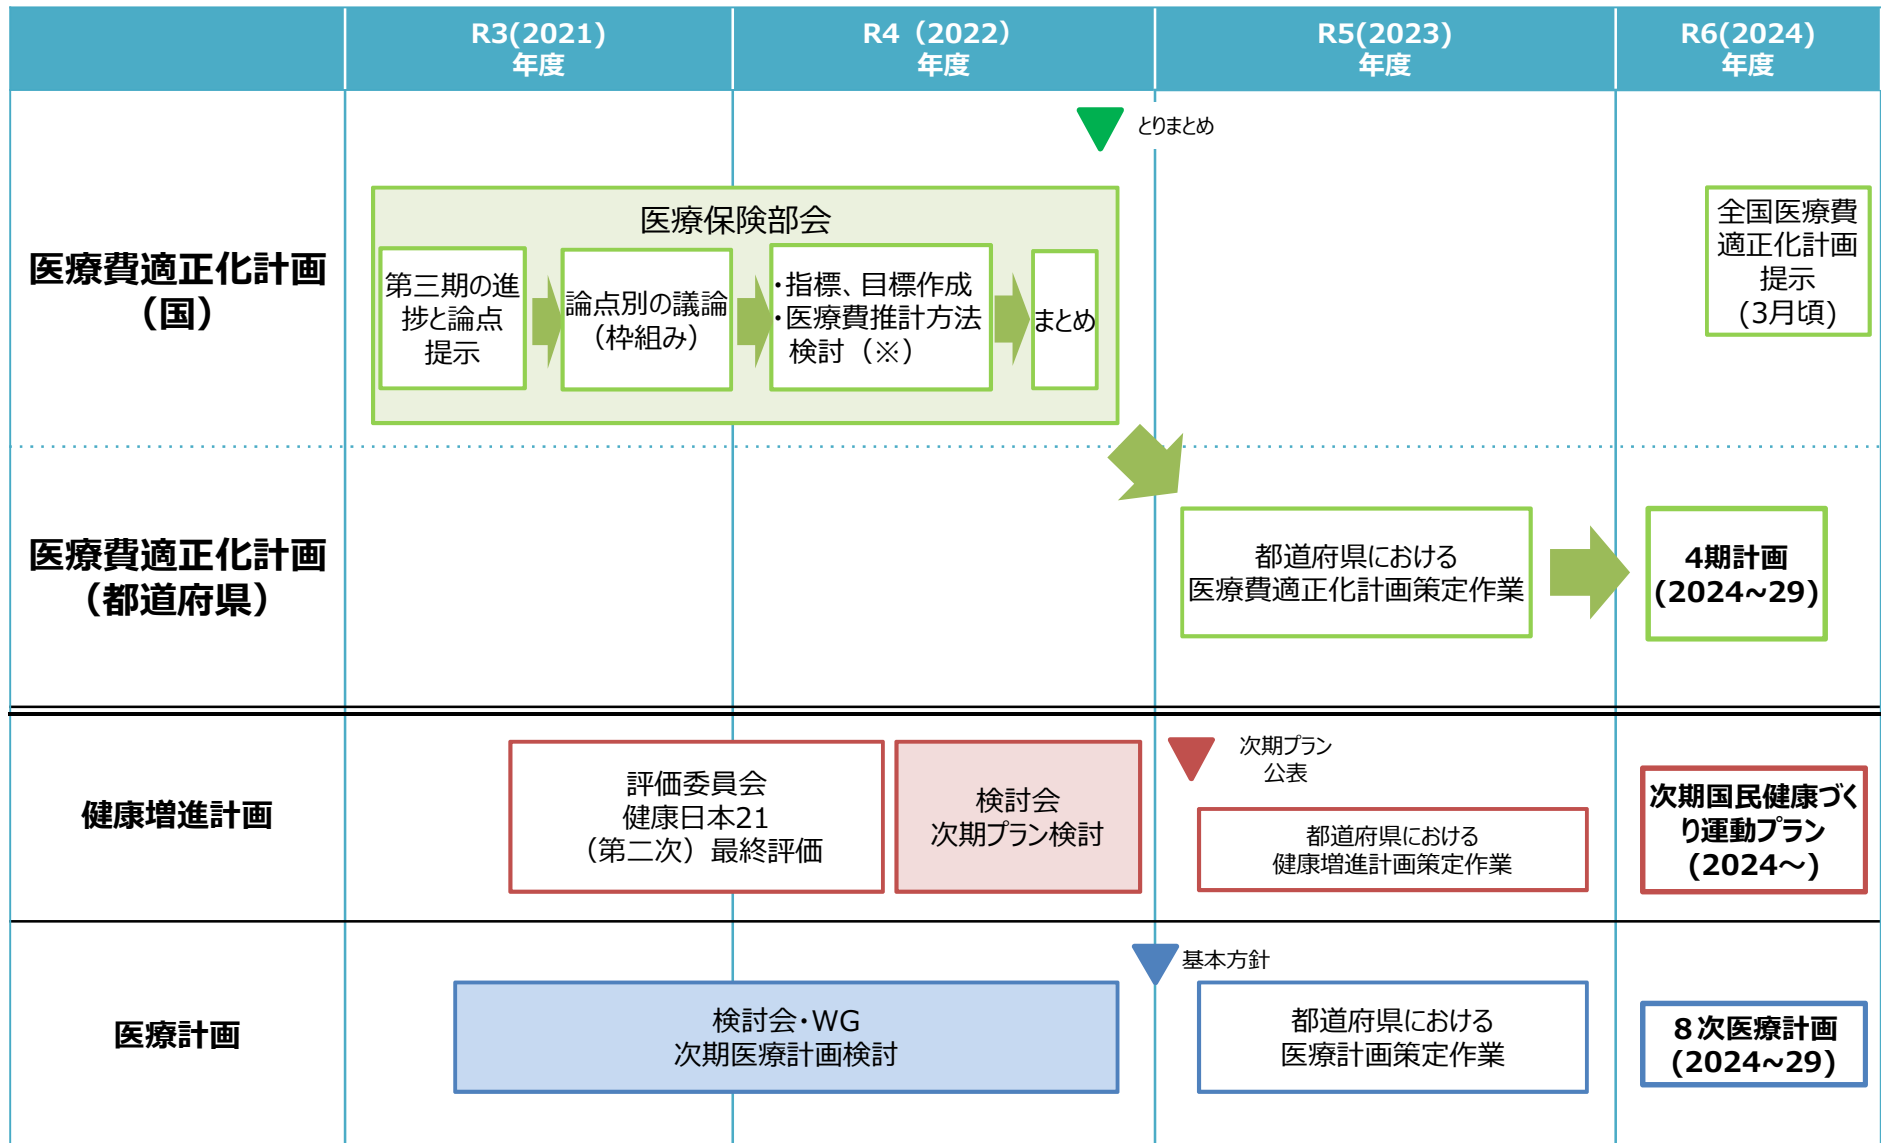 R3(2021)
年度
R4（2022）
年度
R5(2023)
年度
R6(2024)
年度
とりまとめ
医療費適正化計画
（国）
医療保険部会
第三期の進
捗と論点
提示
論点別の議論
（枠組み）
・指標、目標作成
・医療費推計方法
検討（※）
まとめ
全国医療費
適正化計画
提示
(3月頃)
医療費適正化計画
（都道府県）
都道府県における
医療費適正化計画策定作業
4期計画
(2024~29)
健康増進計画
評価委員会
健康日本21
（第二次）最終評価
検討会
次期プラン検討
次期プラン
公表
都道府県における
健康増進計画策定作業
次期国民健康づく
り運動プラン
(2024～)
医療計画
検討会・WG
次期医療計画検討
基本方針
都道府県における
医療計画策定作業
８次医療計画
(2024~29)